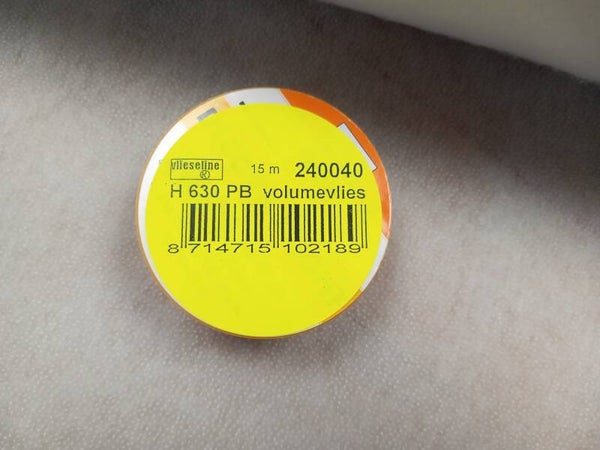 vlieseline ®
15 m 240040
H 630 PB volumevlies
8 714715 102189